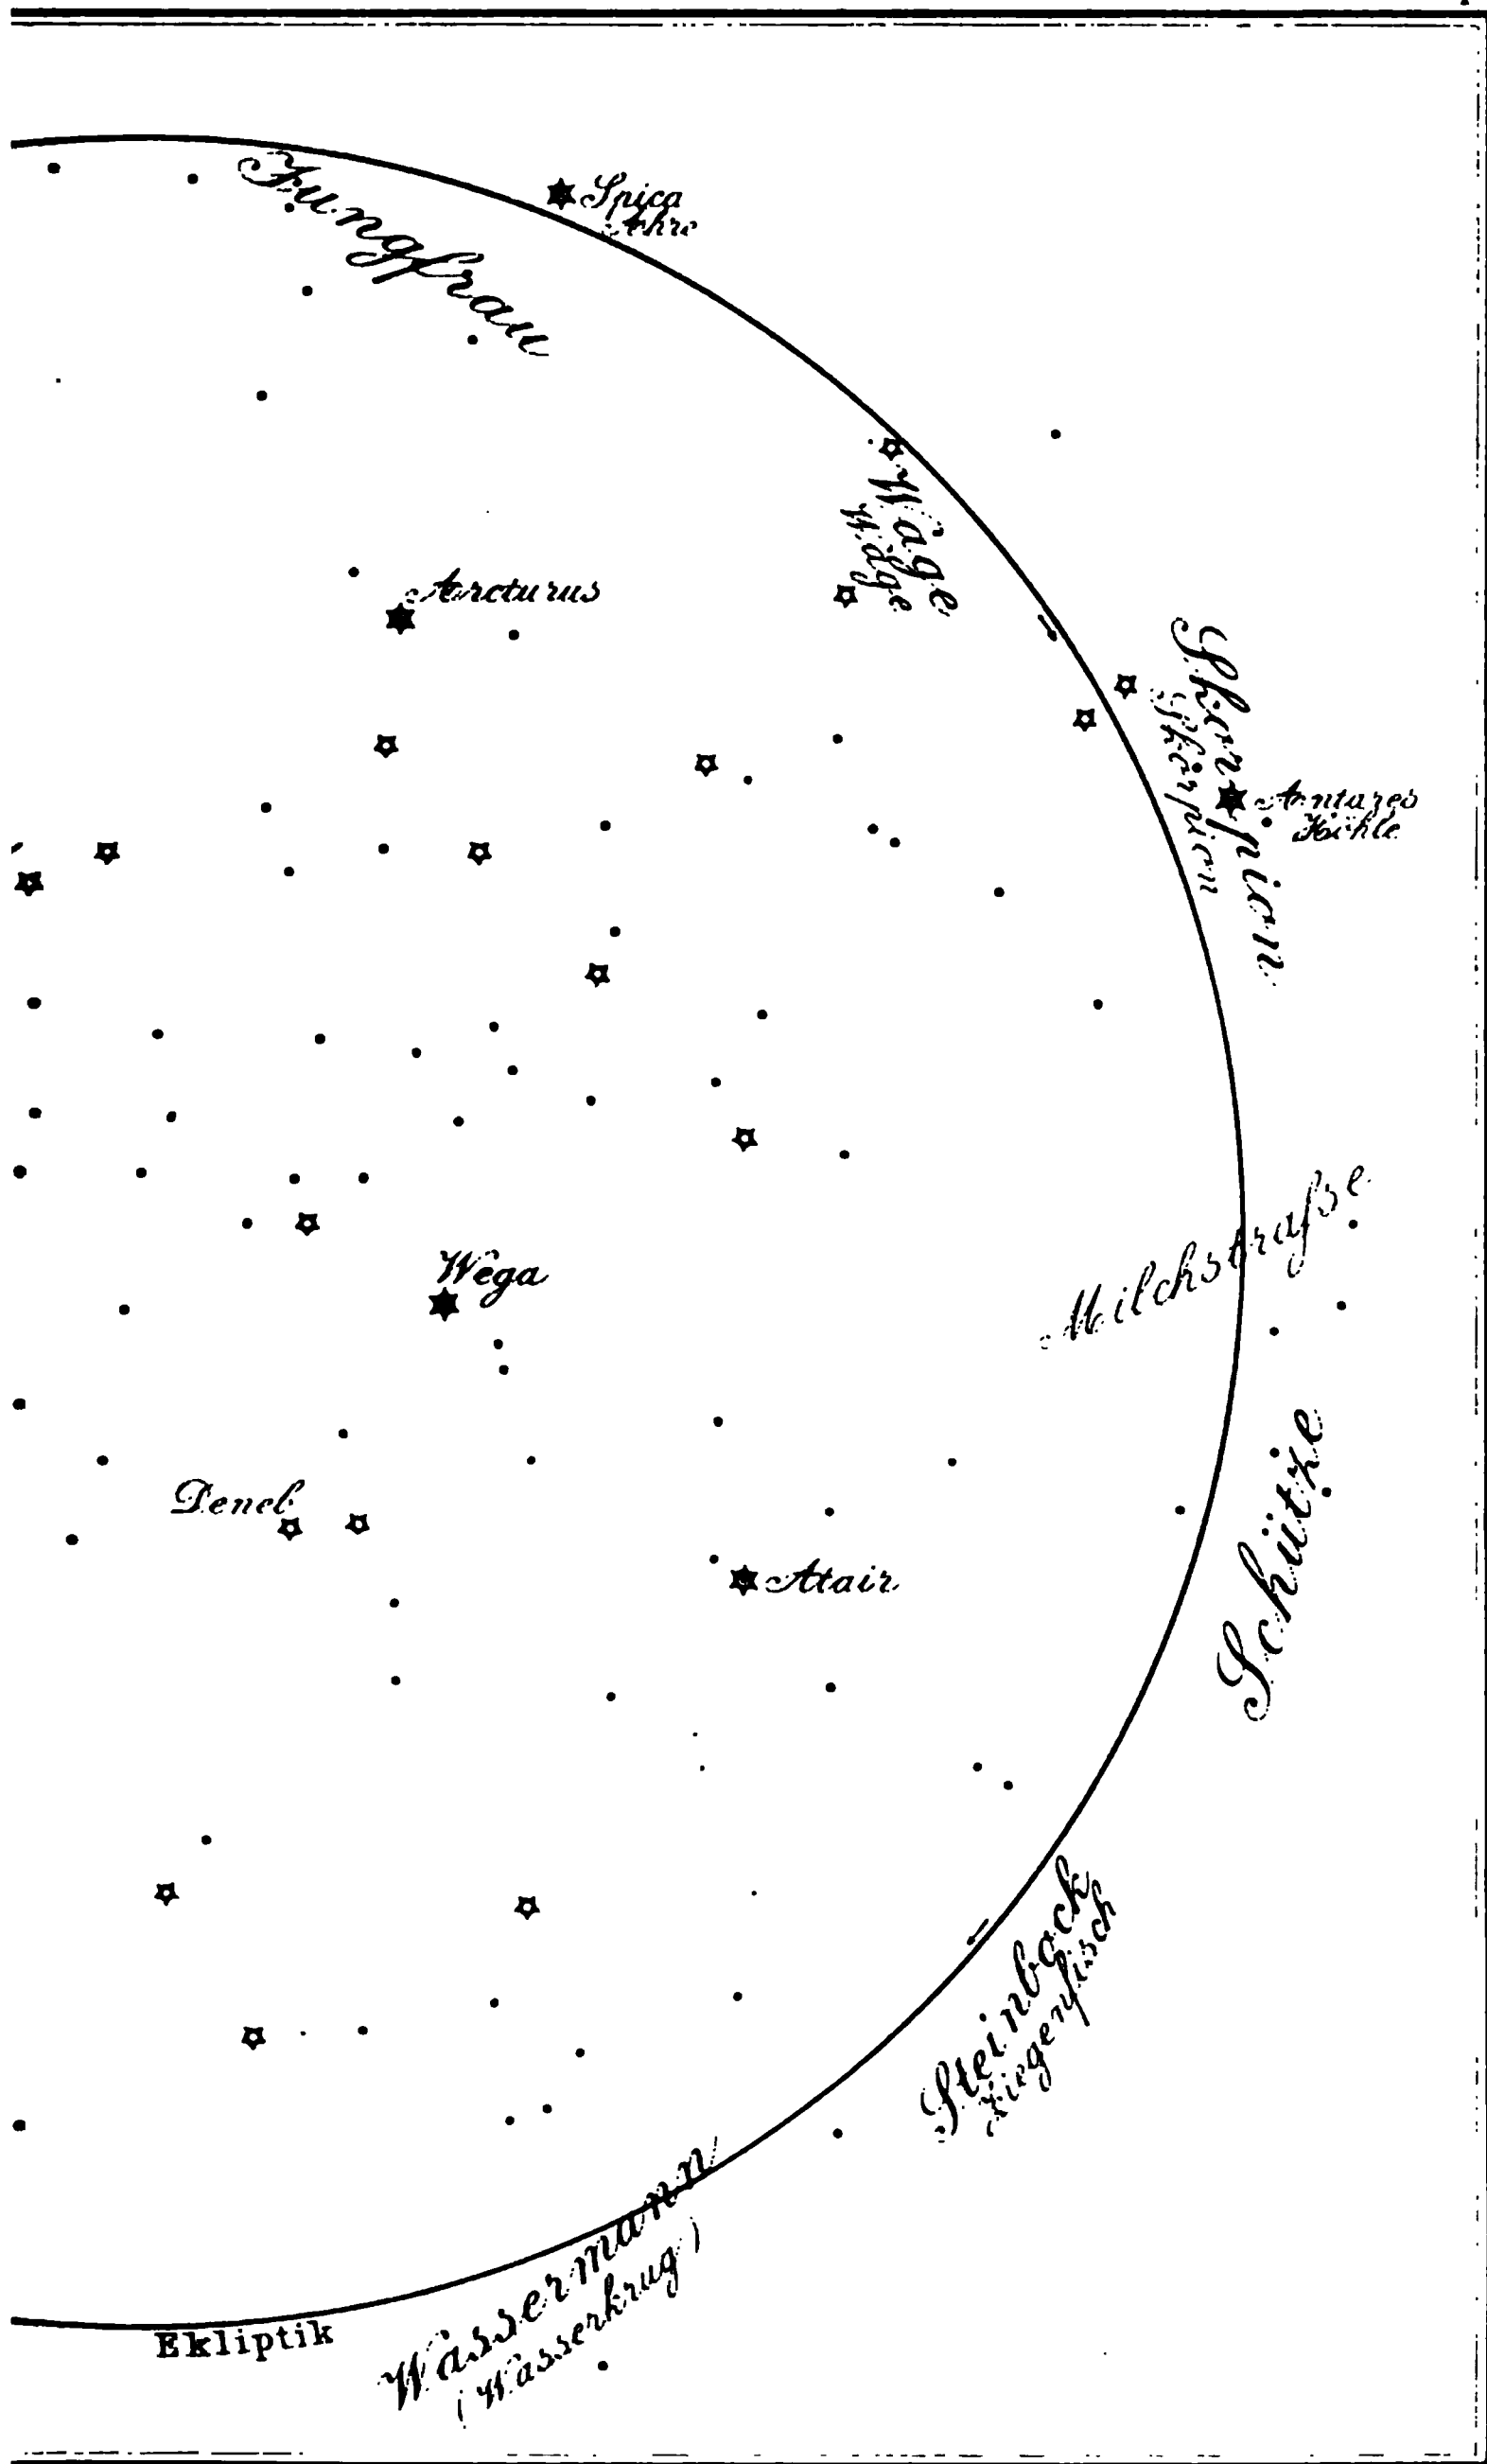 Jungfrau
Spica
Ähre
Wage
Wage
Arcturus
Skorpion
Skorpion
Antares
Milchstraße
Wega
Schütze
Deneb
Atair
Steinbock
(Ziegenfisch
Wassermann
(Wasserkrug)
Ekliptik